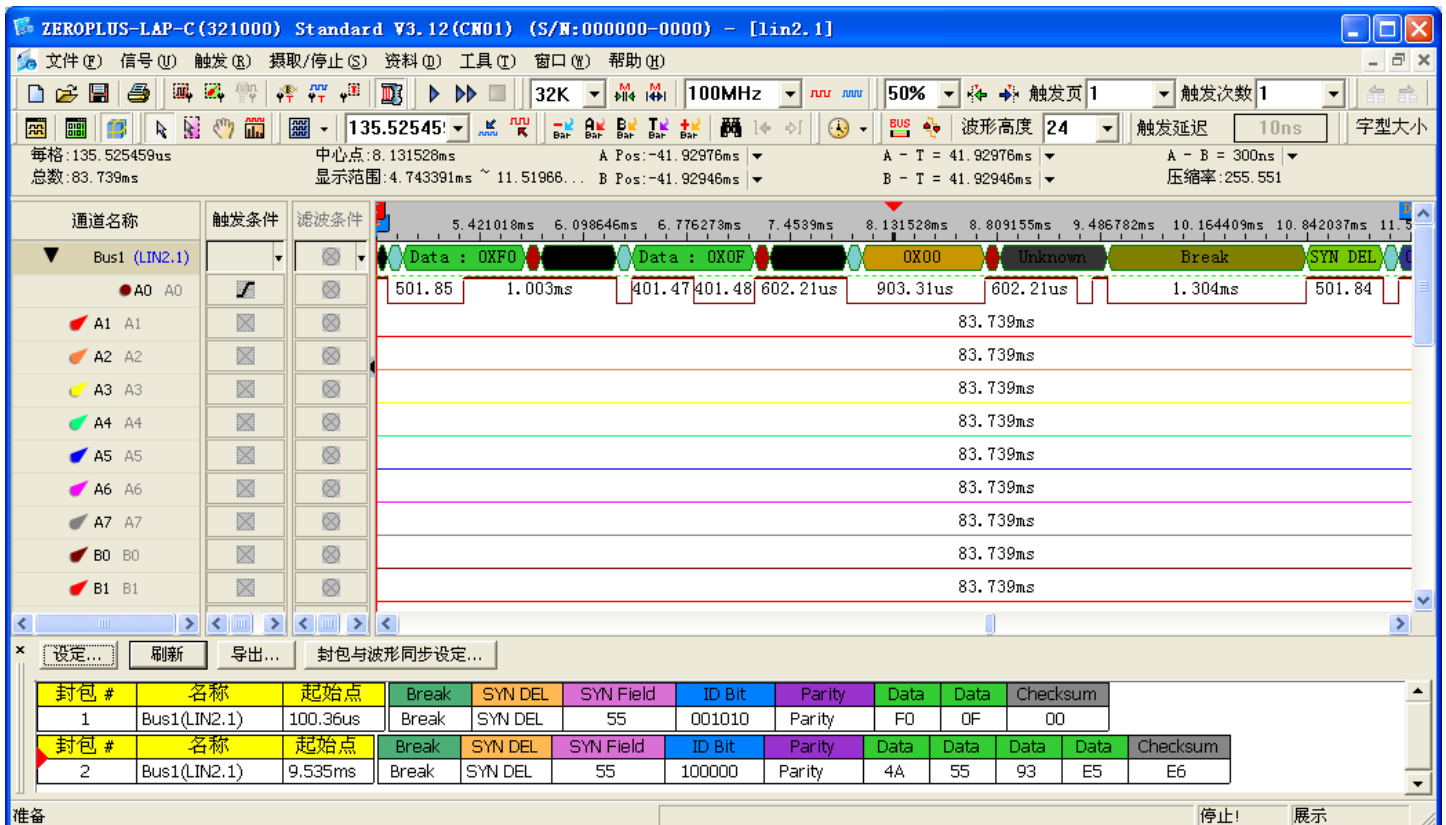 ZEROPLUS-LAP-C(321000) Standard V3.12(CN01) (S/N:000000-0000) - [lin2.1]
文件(F) 信号(U) 触发(R) 摄取/停止(S) 资料(D) 工具(T) 窗口(W) 帮助(H)
32K 100MHz 50% 触发页 1 触发次数 1
135.52545! Bar A Bar B Bar T Bar Bar BUS 波形高度 24 触发延迟 10ns 字型大小
每格:135.525459us 中心点:8.131528ms A Pos:-41.92976ms A - T = 41.92976ms A - B = 300ns
总数:83.739ms 显示范围:4.743391ms ~ 11.51966... B Pos:-41.92946ms B - T = 41.92946ms 压缩率:255.551
通道名称 触发条件 滤波条件 5.421018ms 6.098646ms 6.776273ms 7.4539ms 8.131528ms 8.809155ms 9.486782ms 10.164409ms 10.842037ms 11.5
Bus1 (LIN2.1) Data : 0XF0 Data : 0X0F 0X00 Unknown Break SYN DEL
A0 A0 501.85 1.003ms 401.47 401.48 602.21us 903.31us 602.21us 1.304ms 501.84
A1 A1 83.739ms
A2 A2 83.739ms
A3 A3 83.739ms
A4 A4 83.739ms
A5 A5 83.739ms
A6 A6 83.739ms
A7 A7 83.739ms
B0 B0 83.739ms
B1 B1 83.739ms
设定... 刷新 导出... 封包与波形同步设定...
封包 # 名称 起始点 Break SYN DEL SYN Field ID Bit Parity Data Data Checksum
1 Bus1(LIN2.1) 100.36us Break SYN DEL 55 001010 Parity F0 0F 00
封包 # 名称 起始点 Break SYN DEL SYN Field ID Bit Parity Data Data Data Data Checksum
2 Bus1(LIN2.1) 9.535ms Break SYN DEL 55 100000 Parity 4A 55 93 E5 E6
准备 停止! 展示